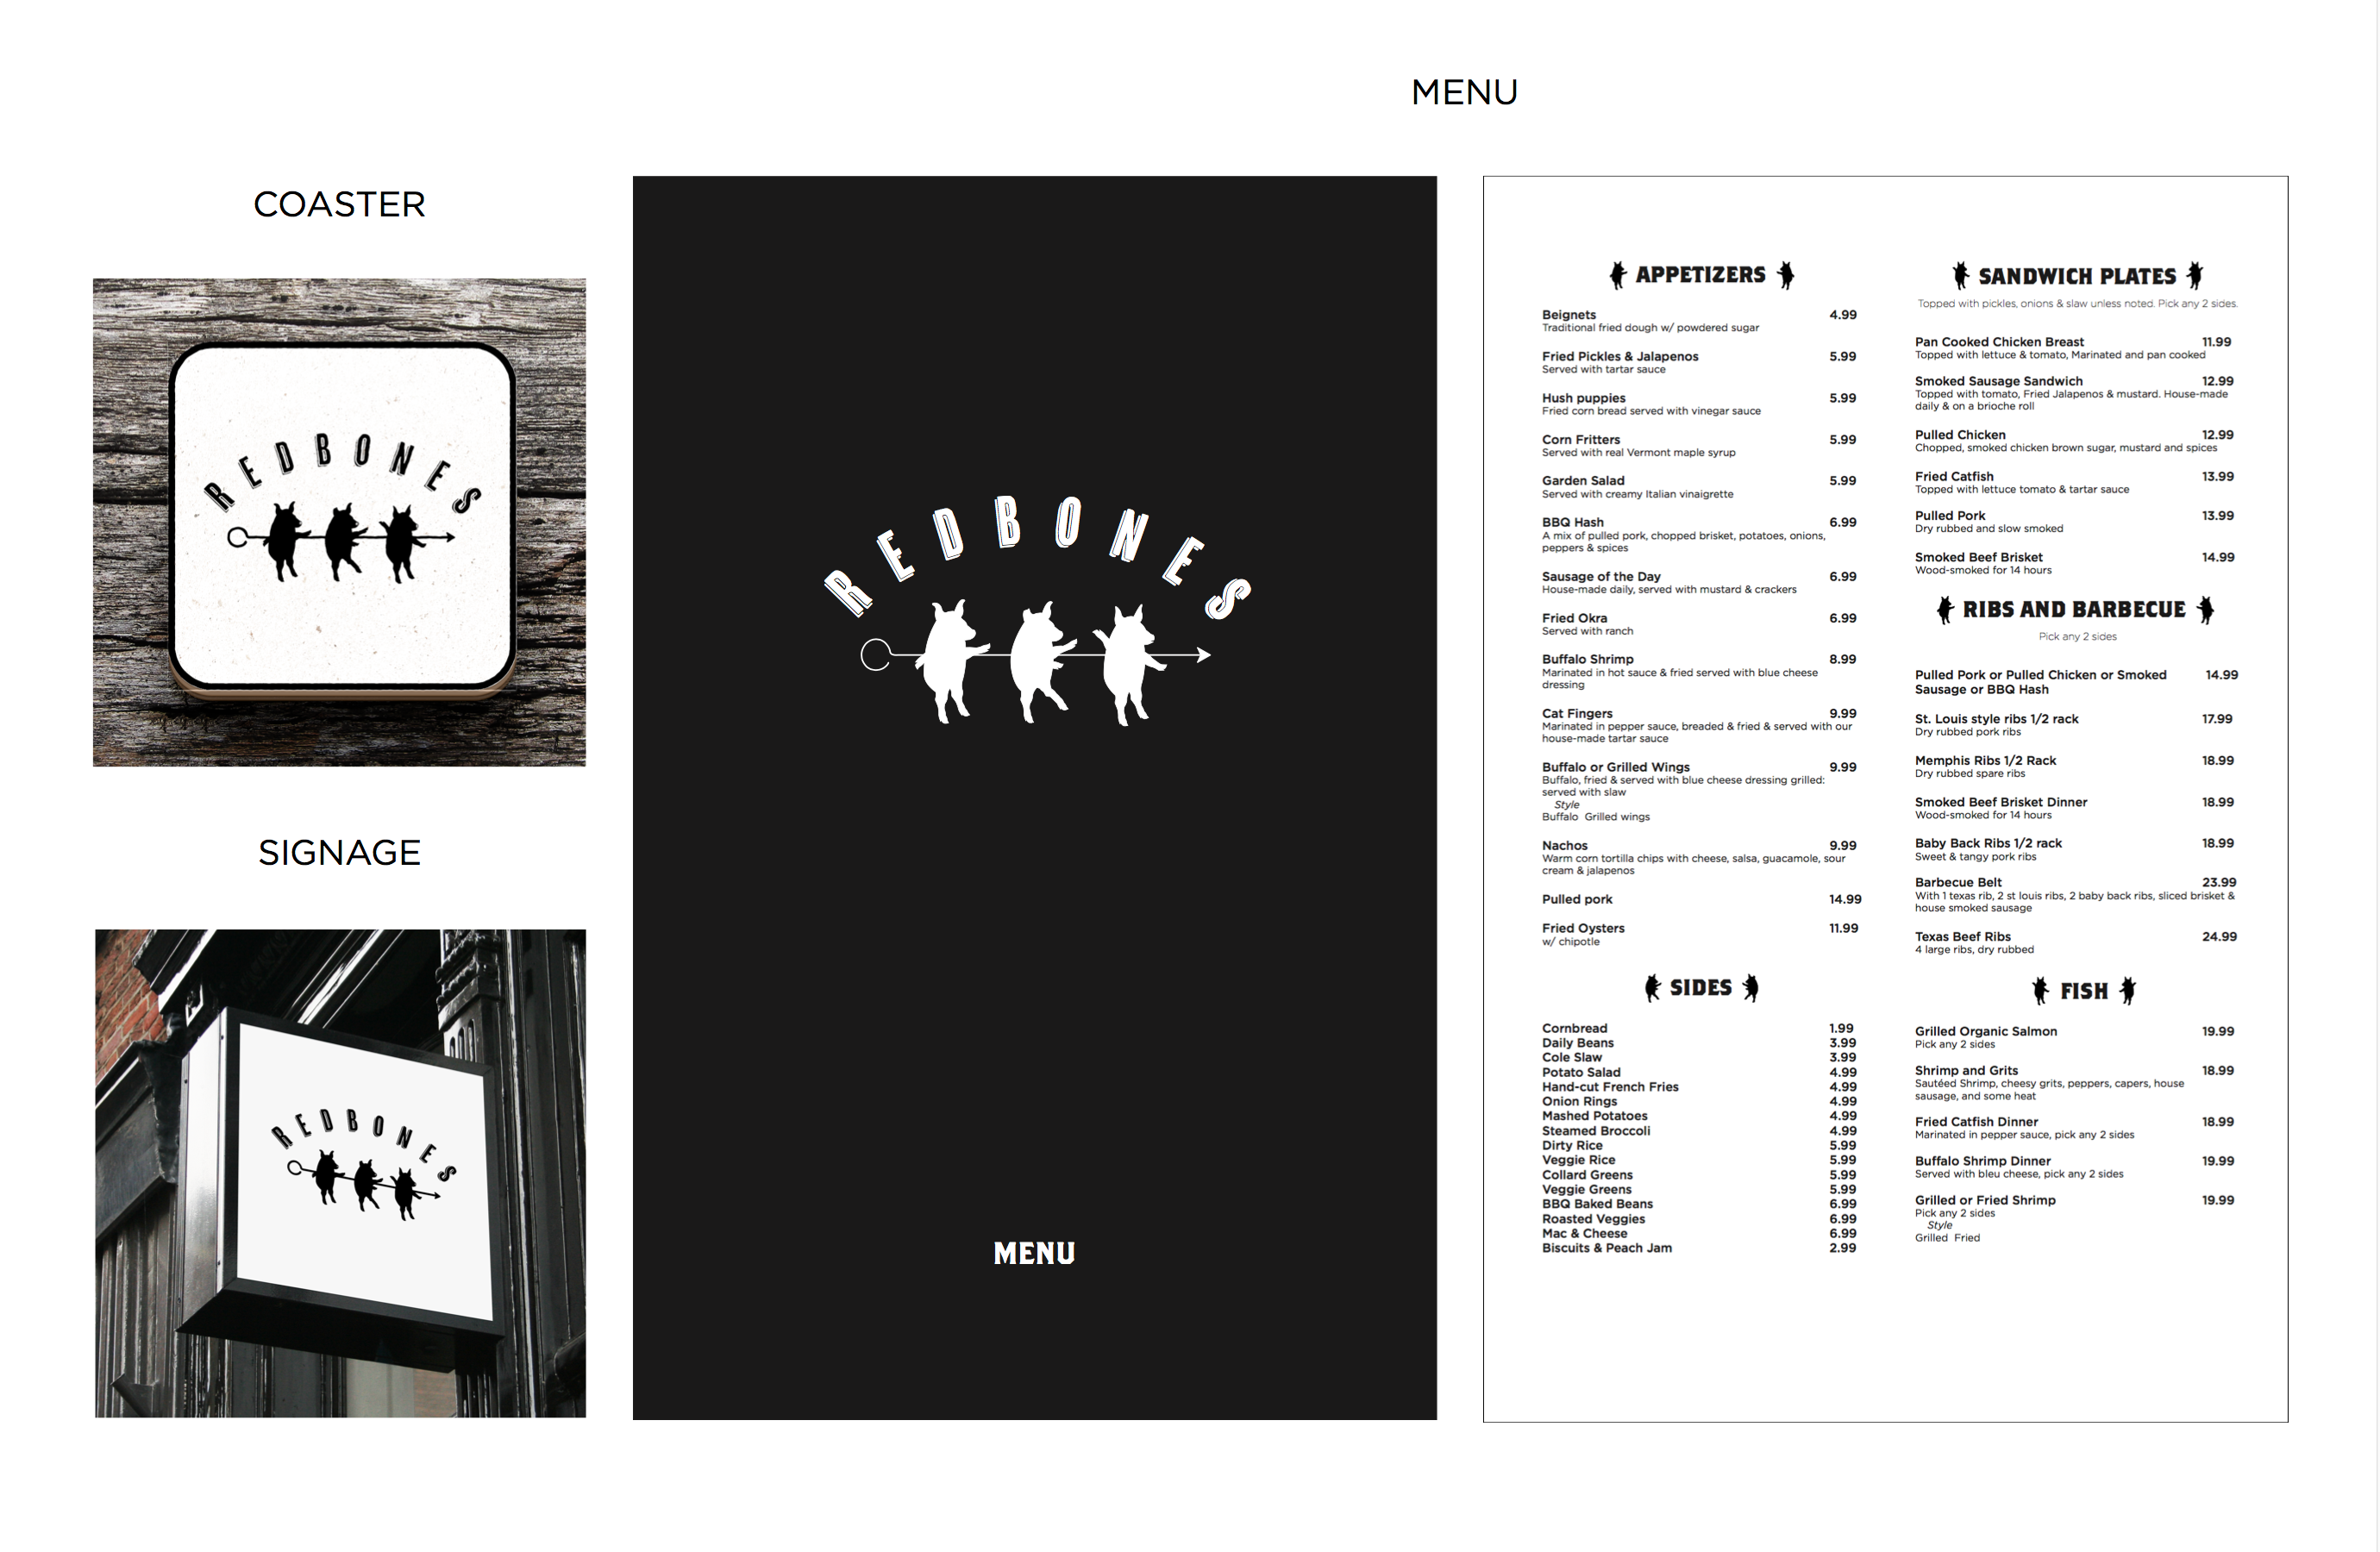 MENU
COASTER
REDBONES
SIGNAGE
REDBONES
REDBONES
MENU
APPETIZERS
Beignets 4.99
Traditional fried dough w/ powdered sugar
Fried Pickles & Jalapenos 5.99
Served with tartar sauce
Hush puppies 5.99
Fried corn bread served with vinegar sauce
Corn Fritters 5.99
Served with real Vermont maple syrup
Garden Salad 5.99
Served with creamy Italian vinaigrette
BBQ Hash 6.99
A mix of pulled pork, chopped brisket, potatoes, onions,
peppers & spices
Sausage of the Day 6.99
House-made daily, served with mustard & crackers
Fried Okra 6.99
Served with ranch
Buffalo Shrimp 8.99
Marinated in hot sauce & fried served with blue cheese
dressing
Cat Fingers 9.99
Marinated in pepper sauce, breaded & fried & served with our
house-made tartar sauce
Buffalo or Grilled Wings 9.99
Buffalo, fried & served with blue cheese dressing grilled:
served with slaw
Style
Buffalo Grilled wings
Nachos 9.99
Warm corn tortilla chips with cheese, salsa, guacamole, sour
cream & jalapenos
Pulled pork 14.99
Fried Oysters 11.99
w/ chipotle
SIDES
Cornbread 1.99
Daily Beans 3.99
Cole Slaw 3.99
Potato Salad 4.99
Hand-cut French Fries 4.99
Onion Rings 4.99
Mashed Potatoes 4.99
Steamed Broccoli 4.99
Dirty Rice 5.99
Veggie Rice 5.99
Collard Greens 5.99
Veggie Greens 5.99
BBQ Baked Beans 6.99
Roasted Veggies 6.99
Mac & Cheese 6.99
Biscuits & Peach Jam 2.99
SANDWICH PLATES
Topped with pickles, onions & slaw unless noted. Pick any 2 sides.
Pan Cooked Chicken Breast 11.99
Topped with lettuce & tomato, Marinated and pan cooked
Smoked Sausage Sandwich 12.99
Topped with tomato, Fried Jalapenos & mustard. House-made
daily & on a brioche roll
Pulled Chicken 12.99
Chopped, smoked chicken brown sugar, mustard and spices
Fried Catfish 13.99
Topped with lettuce tomato & tartar sauce
Pulled Pork 13.99
Dry rubbed and slow smoked
Smoked Beef Brisket 14.99
Wood-smoked for 14 hours
RIBS AND BARBECUE
Pick any 2 sides
Pulled Pork or Pulled Chicken or Smoked 14.99
Sausage or BBQ Hash
St. Louis style ribs 1/2 rack 17.99
Dry rubbed pork ribs
Memphis Ribs 1/2 Rack 18.99
Dry rubbed spare ribs
Smoked Beef Brisket Dinner 18.99
Wood-smoked for 14 hours
Baby Back Ribs 1/2 rack 18.99
Sweet & tangy pork ribs
Barbecue Belt 23.99
With 1 texas rib, 2 st louis ribs, 2 baby back ribs, sliced brisket &
house smoked sausage
Texas Beef Ribs 24.99
4 large ribs, dry rubbed
FISH
Grilled Organic Salmon 19.99
Pick any 2 sides
Shrimp and Grits 18.99
Sautéed Shrimp, cheesy grits, peppers, capers, house
sausage, and some heat
Fried Catfish Dinner 18.99
Marinated in pepper sauce, pick any 2 sides
Buffalo Shrimp Dinner 19.99
Served with bleu cheese, pick any 2 sides
Grilled or Fried Shrimp 19.99
Pick any 2 sides
Style
Grilled Fried